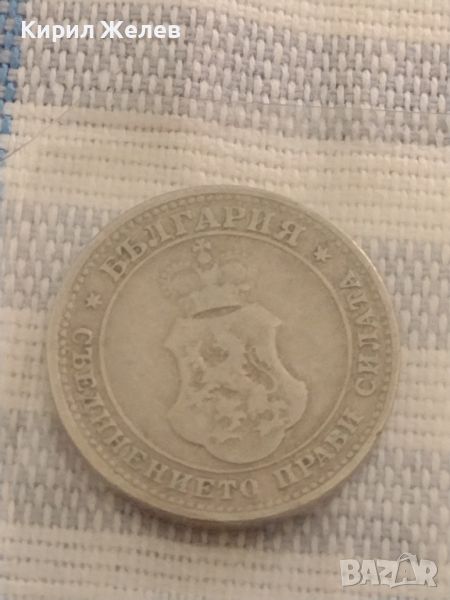 Кирил Желев
* БЪЛГАРИЯ *
СЪЕДИНЕНИЕТО ПРАВИ СИЛАТА
BAZAR